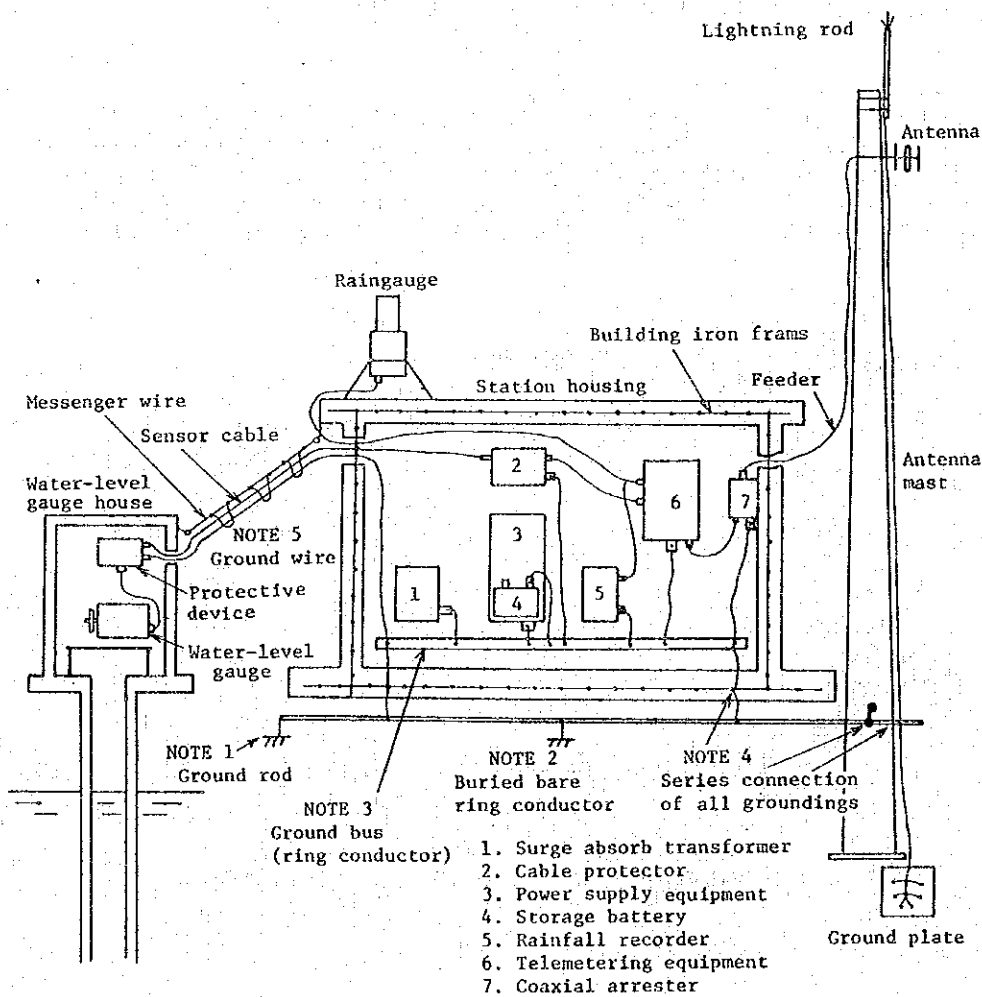 Lightning rod
Antenna
Raingauge
Building iron frams
Station housing
Feeder
Messenger wire
Sensor cable
Water-level
gauge house
Antenna
mast
2
6
7
3
NOTE 5
Ground wire
Protective
device
1
4
5
Water-level
gauge
NOTE 1
Ground rod
NOTE 2
Buried bare
ring conductor
NOTE 4
Series connection
of all groundings
NOTE 3
Ground bus
(ring conductor)
1. Surge absorb transformer
2. Cable protector
3. Power supply equipment
4. Storage battery
5. Rainfall recorder
6. Telemetering equipment
7. Coaxial arrester
Ground plate